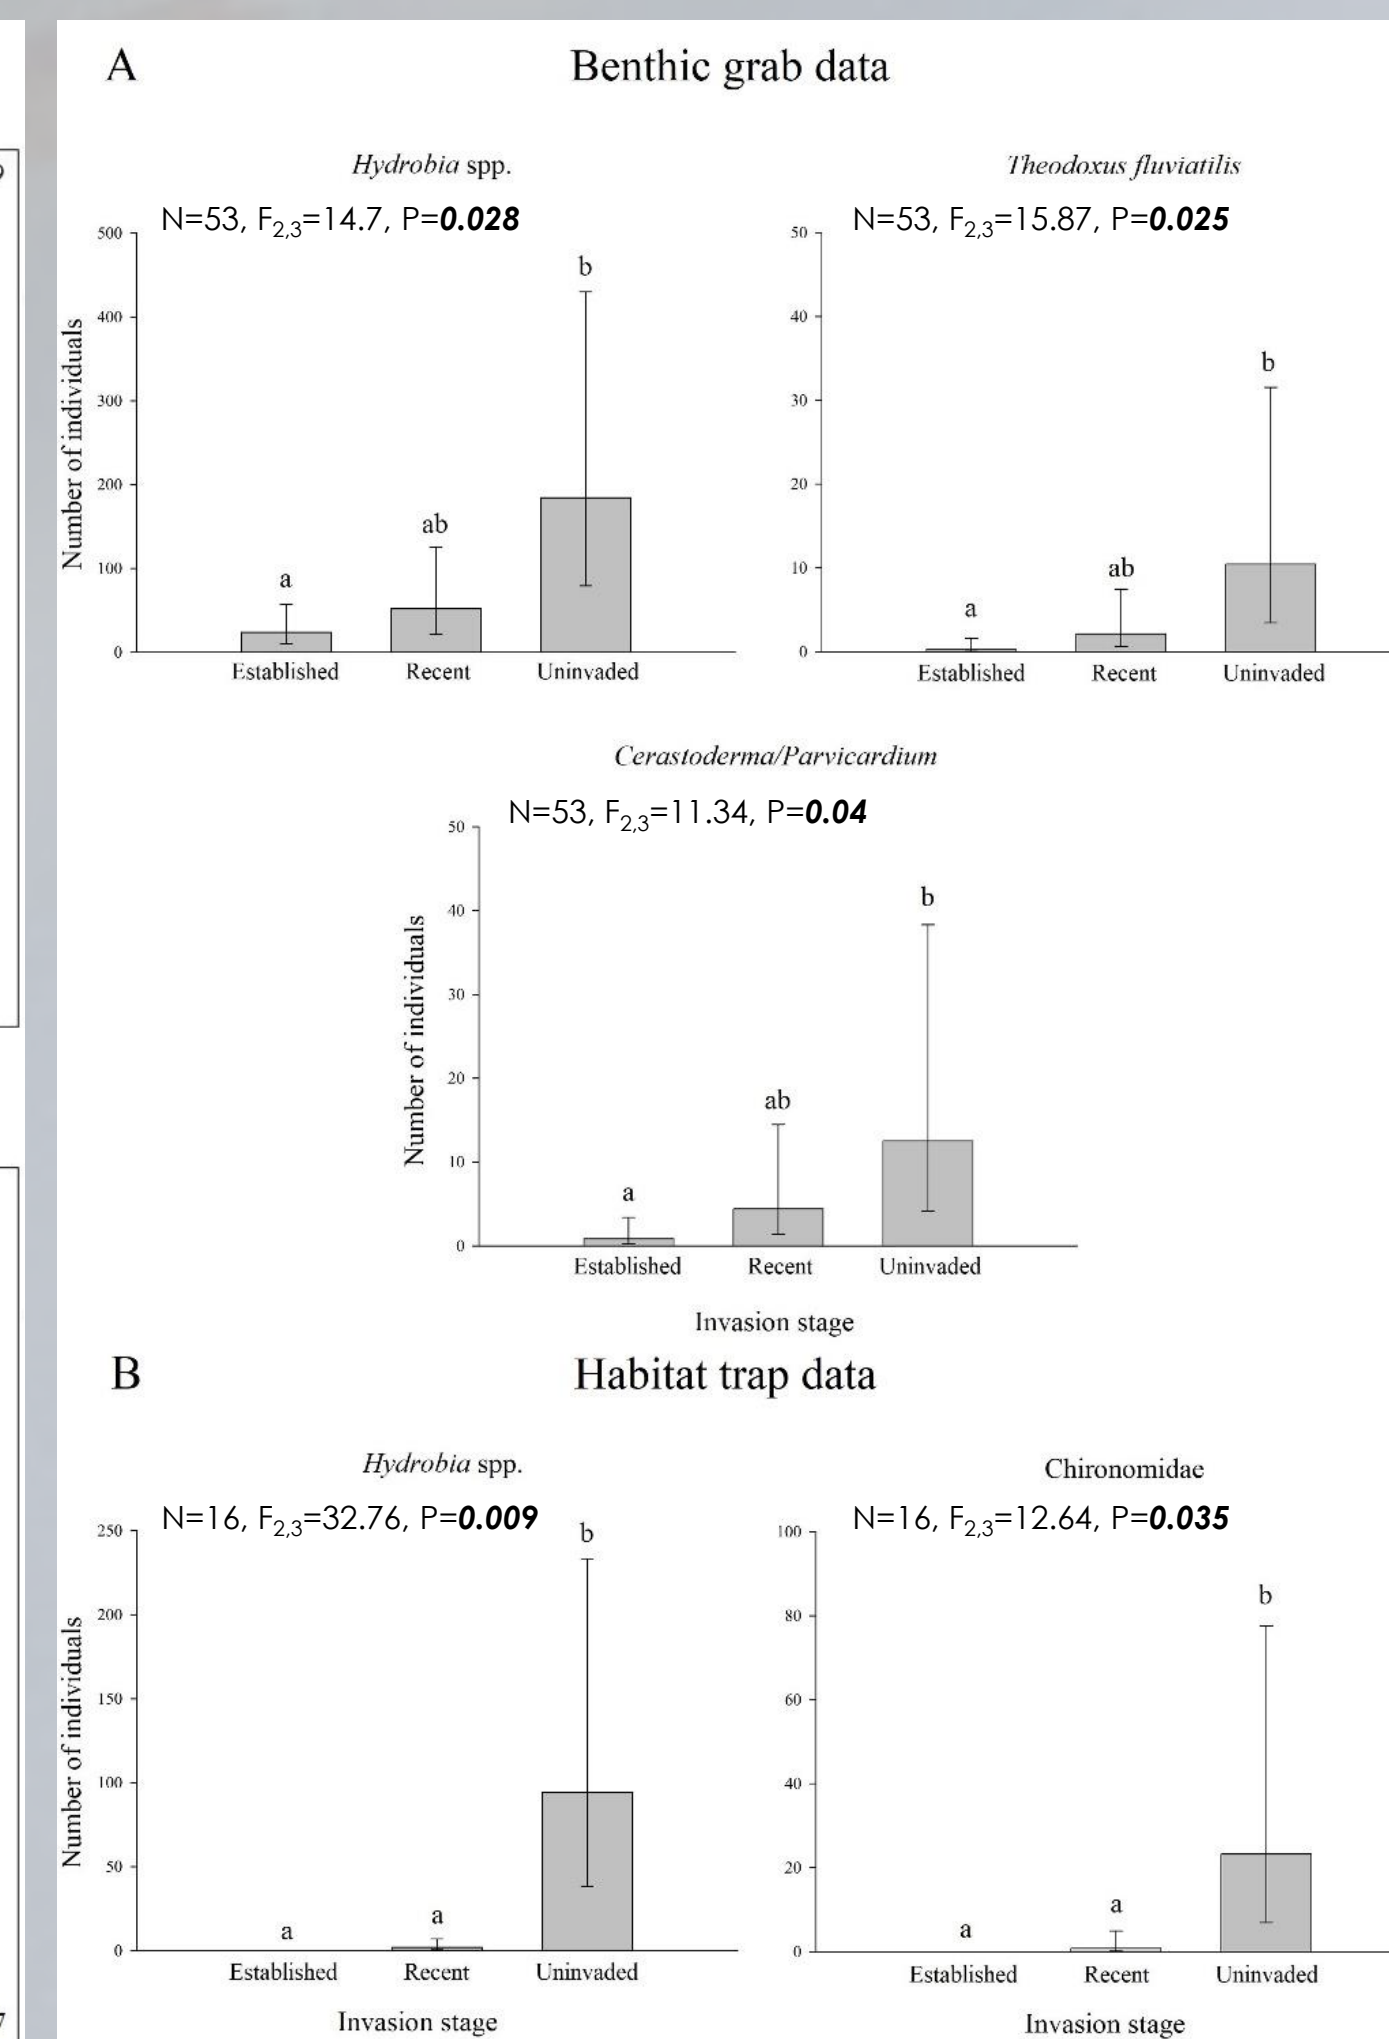 A
Benthic grab data
Hydrobia spp.
N=53, F2,3=14.7, P=0.028
500
400
300
200
100
0
Number of individuals
b
ab
a
Established Recent Uninvaded
Theodoxus fluviatilis
N=53, F2,3=15.87, P=0.025
50
40
30
20
10
0
b
ab
a
Established Recent Uninvaded
Cerastoderma/Parvicardium
N=53, F2,3=11.34, P=0.04
50
40
30
20
10
0
Number of individuals
b
ab
a
Established Recent Uninvaded
Invasion stage
B
Habitat trap data
Hydrobia spp.
N=16, F2,3=32.76, P=0.009
250
200
150
100
50
0
Number of individuals
b
a
a
Established Recent Uninvaded
Invasion stage
Chironomidae
N=16, F2,3=12.64, P=0.035
100
80
60
40
20
0
b
a
a
Established Recent Uninvaded
Invasion stage